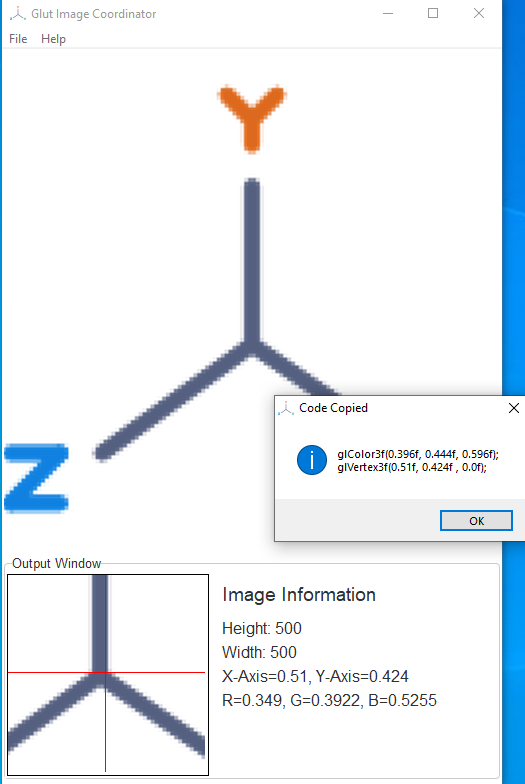 Glut Image Coordinator
File Help
Y
Z
Code Copied
glColor3f(0.396f, 0.444f, 0.596f);
glVertex3f(0.51f, 0.424f , 0.0f);
OK
Output Window
Image Information
Height: 500
Width: 500
X-Axis=0.51, Y-Axis=0.424
R=0.349, G=0.3922, B=0.5255